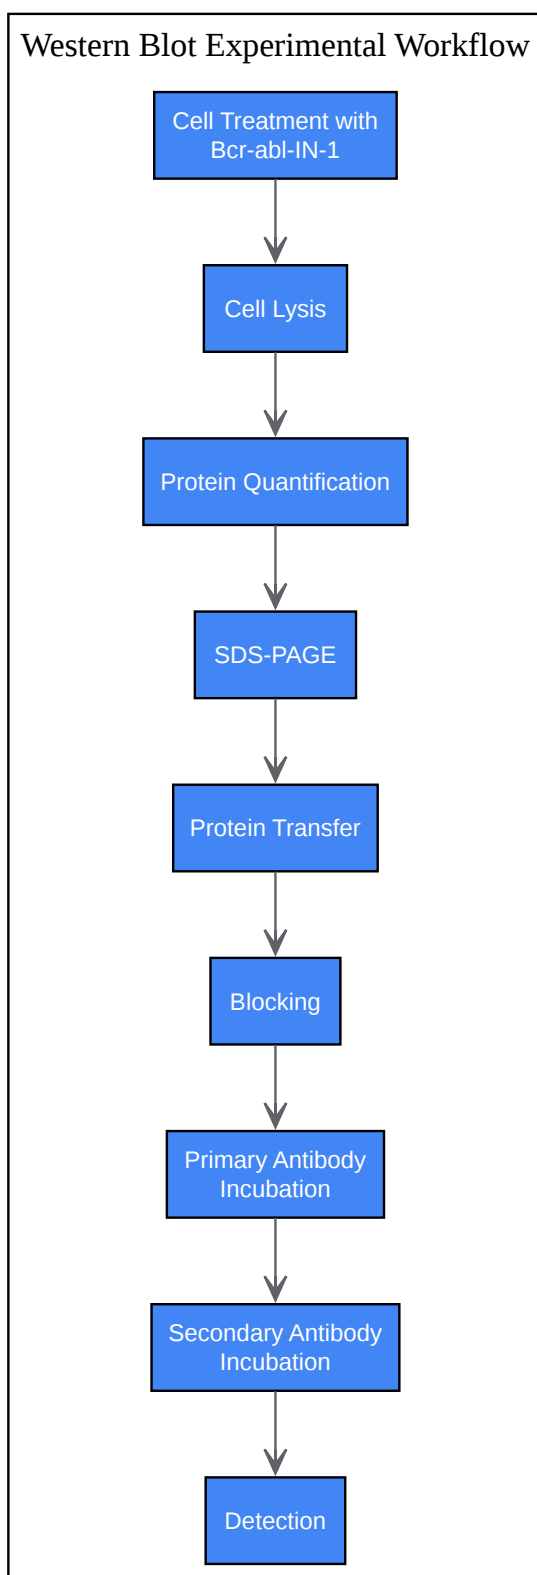 Western Blot Experimental Workflow
Cell Treatment with
Bcr-abl-IN-1
Cell Lysis
Protein Quantification
SDS-PAGE
Protein Transfer
Blocking
Primary Antibody
Incubation
Secondary Antibody
Incubation
Detection